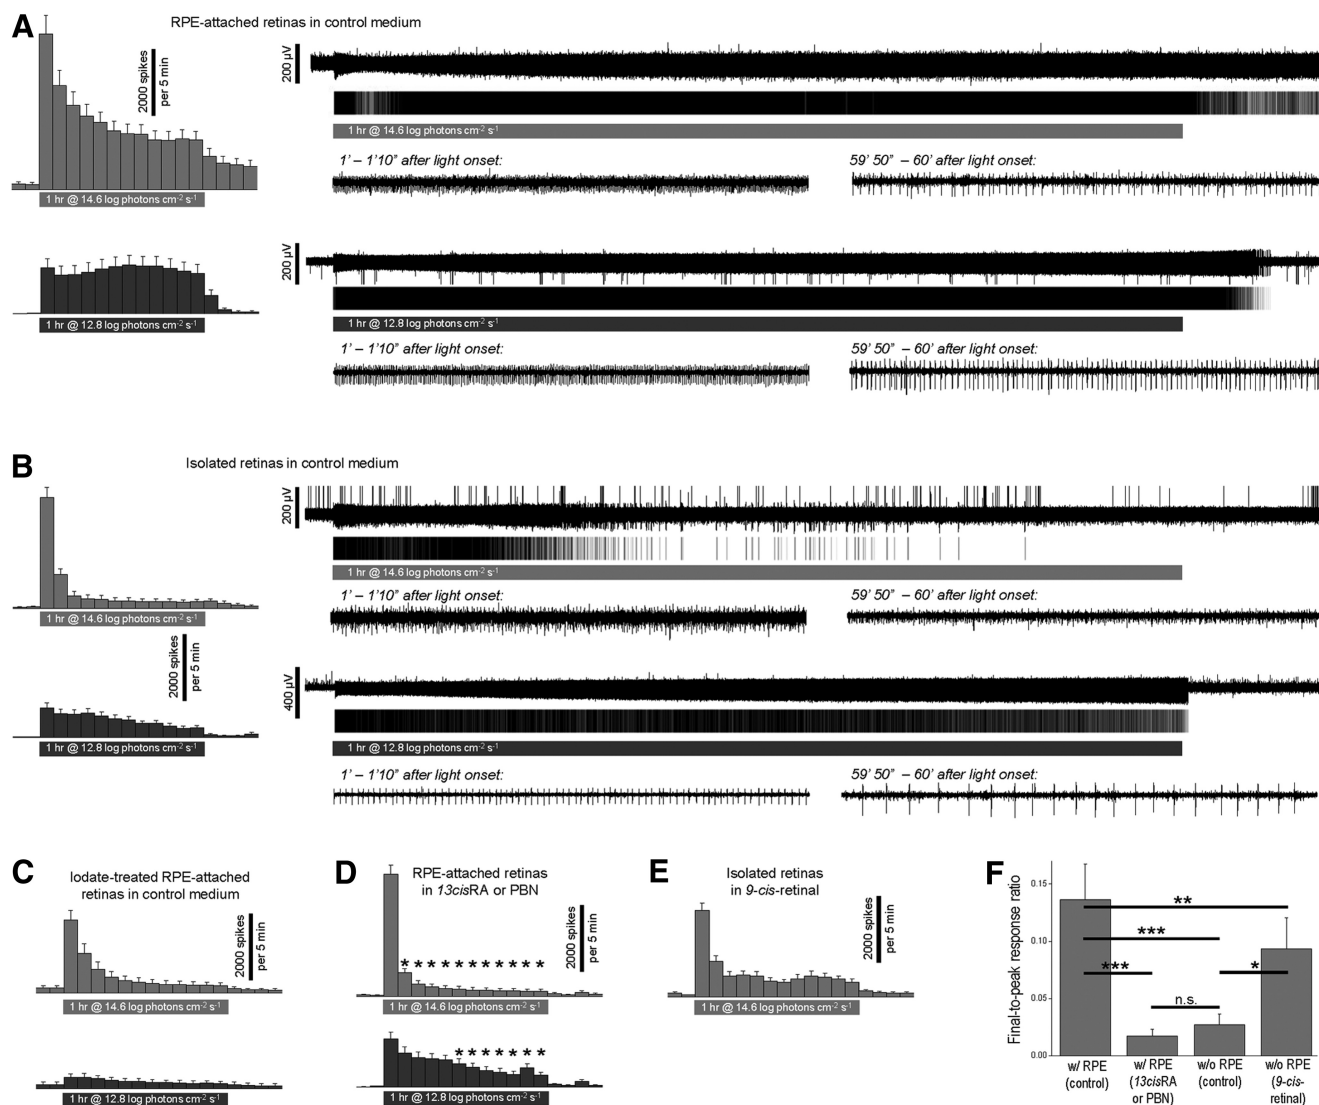 A
RPE-attached retinas in control medium
2000 spikes
per 5 min
1 hr @ 14.6 log photons cm-2 s-1
200 µV
1 hr @ 14.6 log photons cm-2 s-1
1' – 1'10" after light onset:
59' 50" – 60' after light onset:
1 hr @ 12.8 log photons cm-2 s-1
200 µV
1 hr @ 12.8 log photons cm-2 s-1
1' – 1'10" after light onset:
59' 50" – 60' after light onset:
B
Isolated retinas in control medium
1 hr @ 14.6 log photons cm-2 s-1
200 µV
1 hr @ 14.6 log photons cm-2 s-1
1' – 1'10" after light onset:
59' 50" – 60' after light onset:
2000 spikes
per 5 min
1 hr @ 12.8 log photons cm-2 s-1
400 µV
1 hr @ 12.8 log photons cm-2 s-1
1' – 1'10" after light onset:
59' 50" – 60' after light onset:
C
Iodate-treated RPE-attached
retinas in control medium
2000 spikes
per 5 min
1 hr @ 14.6 log photons cm-2 s-1
1 hr @ 12.8 log photons cm-2 s-1
D
RPE-attached retinas
in 13cisRA or PBN
2000 spikes
per 5 min
* * * * * * * * * * *
1 hr @ 14.6 log photons cm-2 s-1
* * * * * * *
1 hr @ 12.8 log photons cm-2 s-1
E
Isolated retinas
in 9-cis-retinal
2000 spikes
per 5 min
1 hr @ 14.6 log photons cm-2 s-1
F
Final-to-peak response ratio
0.15
0.10
0.05
0.00
**
***
***
*
n.s.
w/ RPE
(control)
w/ RPE
(13cisRA
or PBN)
w/o RPE
(control)
w/o RPE
(9-cis-
retinal)